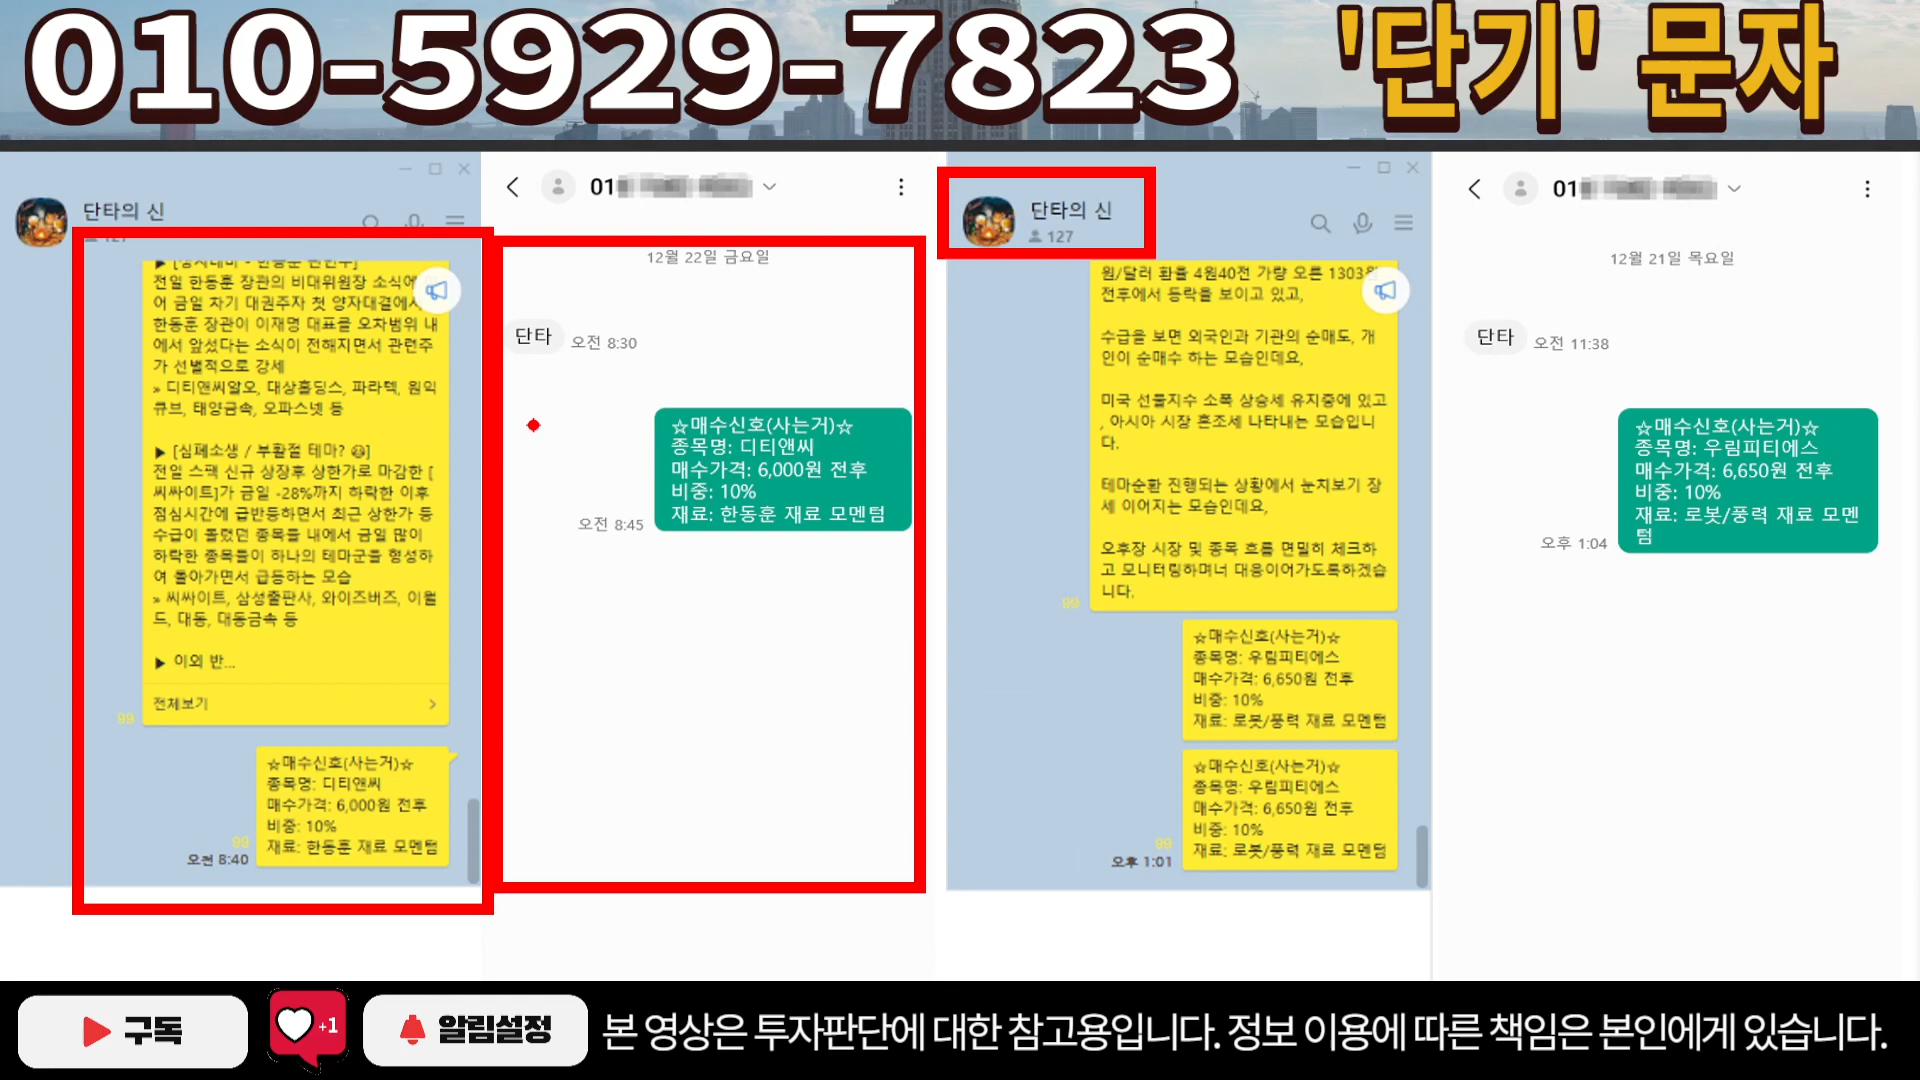 010-5929-7823 '단기' 문자
단타의 신
127
전일 한동훈 장관의 비대위원장 소식에
어 금일 차기 대권주자 첫 양자대결에서
한동훈 장관이 이재명 대표를 오차범위 내
에서 앞섰다는 소식이 전해지면서 관련주
가 선별적으로 강세
» 디티앤씨알오, 대상홀딩스, 파라텍, 원익
큐브, 태양금속, 오파스넷 등
▶ [심폐소생 / 부활절 테마? 😂]
전일 스팩 신규 상장후 상한가로 마감한 [
씨싸이트]가 금일 -28%까지 하락한 이후
점심시간에 급반등하면서 최근 상한가 등
수급이 몰렸던 종목들 내에서 금일 많이
하락한 종목들이 하나의 테마군을 형성하
여 돌아가면서 급등하는 모습
» 씨싸이트, 삼성출판사, 와이즈버즈, 이월
드, 대동, 대동금속 등
▶ 이외 반...
전체보기
99
☆매수신호(사는거)☆
종목명: 디티앤씨
매수가격: 6,000원 전후
비중: 10%
재료: 한동훈 재료 모멘텀
99
오전 8:40
01
12월 22일 금요일
단타
오전 8:30
☆매수신호(사는거)☆
종목명: 디티앤씨
매수가격: 6,000원 전후
비중: 10%
재료: 한동훈 재료 모멘텀
오전 8:45
단타의 신
127
원/달러 환율 4원40전 가량 오른 1303원
전후에서 등락을 보이고 있고,
수급을 보면 외국인과 기관의 순매도, 개
인이 순매수 하는 모습인데요,
미국 선물지수 소폭 상승세 유지중에 있고
, 아시아 시장 혼조세 나타내는 모습입니
다.
테마순환 진행되는 상황에서 눈치보기 장
세 이어지는 모습인데요,
오후장 시장 및 종목 흐름 면밀히 체크하
고 모니터링하며너 대응이어가도록하겠습
니다.
99
☆매수신호(사는거)☆
종목명: 우림피티에스
매수가격: 6,650원 전후
비중: 10%
재료: 로봇/풍력 재료 모멘텀
☆매수신호(사는거)☆
종목명: 우림피티에스
매수가격: 6,650원 전후
비중: 10%
재료: 로봇/풍력 재료 모멘텀
99
오후 1:01
01
12월 21일 목요일
단타
오전 11:38
☆매수신호(사는거)☆
종목명: 우림피티에스
매수가격: 6,650원 전후
비중: 10%
재료: 로봇/풍력 재료 모멘
텀
오후 1:04
구독
+1
알림설정
본 영상은 투자판단에 대한 참고용입니다. 정보 이용에 따른 책임은 본인에게 있습니다.